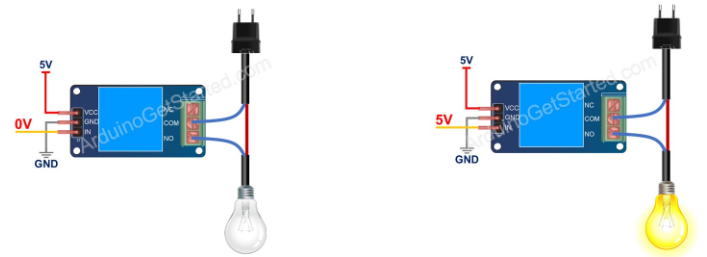 5V
VCC
GND
IN
0V
GND
NC
COM
NO
ArduinoGetStarted.com
5V
VCC
GND
IN
5V
GND
NC
COM
NO
ArduinoGetStarted.com